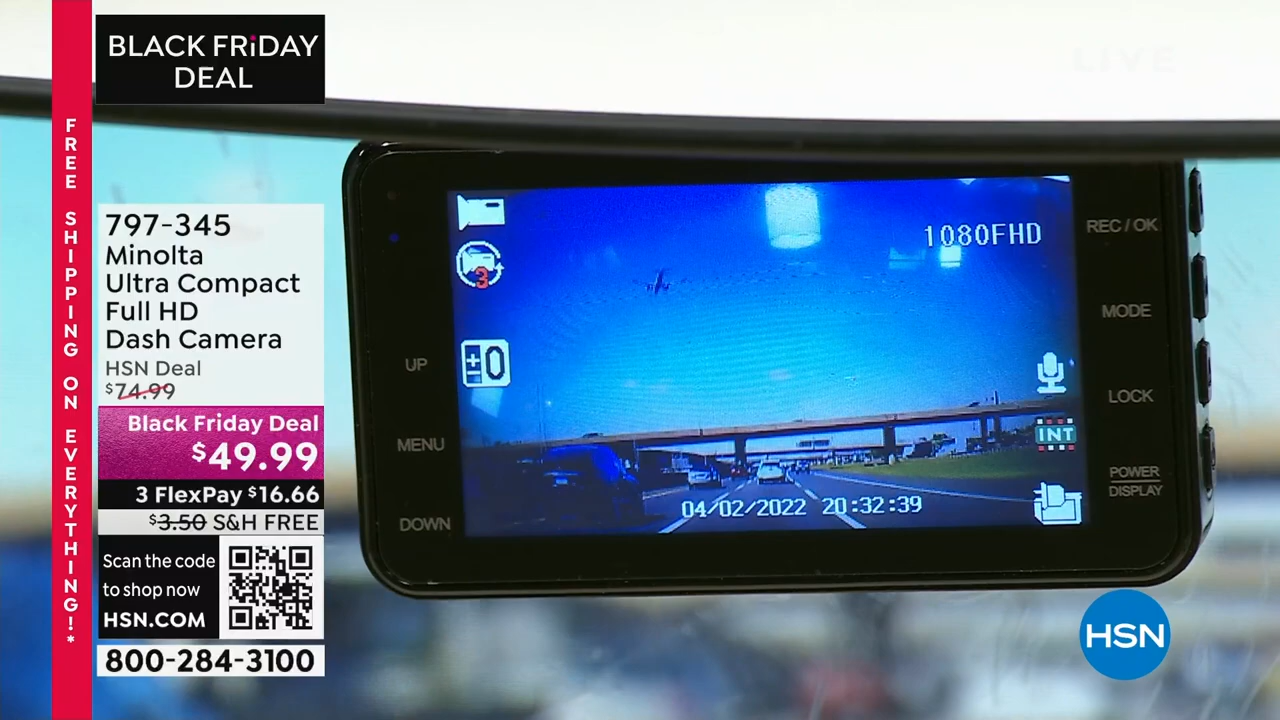 BLACK FRiDAY
DEAL
LIVE
FREE SHIPPING ON EVERYTHING!*
797-345
Minolta
Ultra Compact
Full HD
Dash Camera
HSN Deal
$74.99
Black Friday Deal
$49.99
3 FlexPay $16.66
$3.50 S&H FREE
Scan the code
to shop now
HSN.COM
800-284-3100
1080FHD
3
±0
INT
04/02/2022 20:32:39
UP
MENU
DOWN
REC / OK
MODE
LOCK
POWER
DISPLAY
HSN